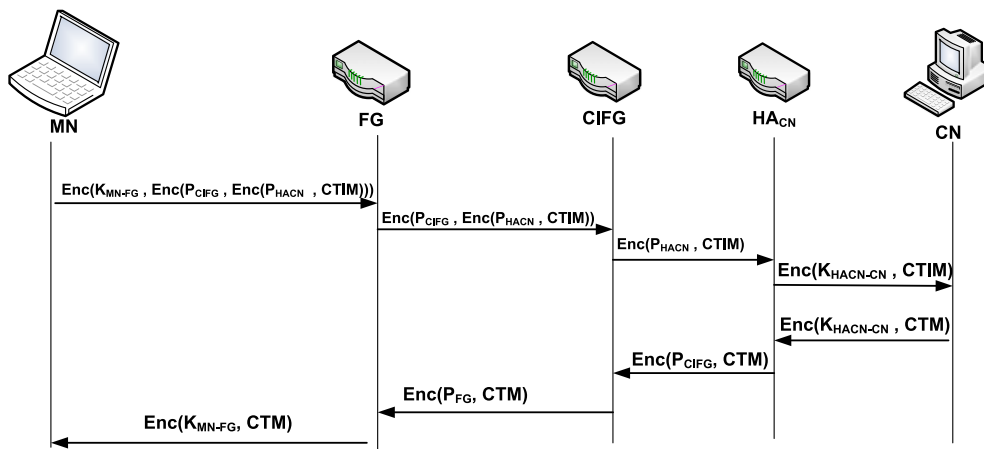 MN
FG
CIFG
HACN
CN
Enc(KMN-FG , Enc(PCIFG , Enc(PHACN , CTIM)))
Enc(PCIFG , Enc(PHACN , CTIM))
Enc(PHACN , CTIM)
Enc(KHACN-CN , CTIM)
Enc(KHACN-CN , CTM)
Enc(PCIFG, CTM)
Enc(PFG, CTM)
Enc(KMN-FG, CTM)